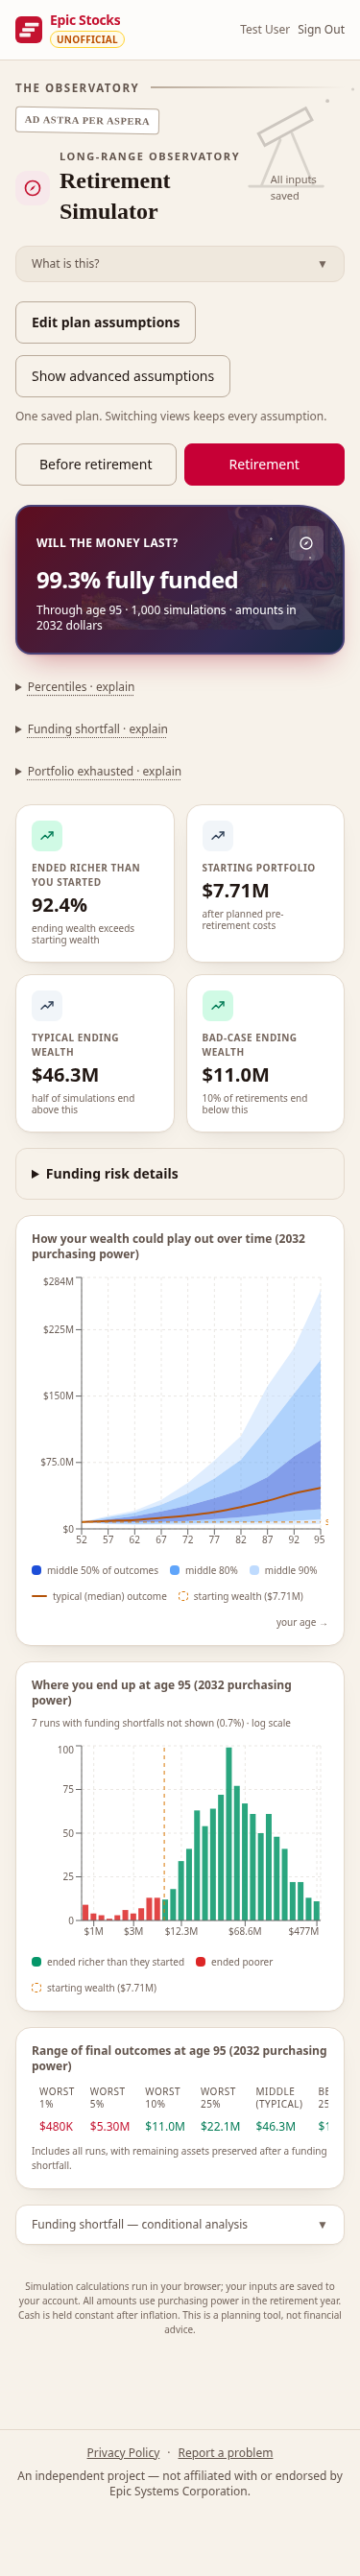 Epic Stocks
UNOFFICIAL
Test User Sign Out
THE OBSERVATORY
AD ASTRA PER ASPERA
LONG-RANGE OBSERVATORY
Retirement
Simulator
All inputs
saved
What is this? ▼
Edit plan assumptions
Show advanced assumptions
One saved plan. Switching views keeps every assumption.
Before retirement
Retirement
WILL THE MONEY LAST?
99.3% fully funded
Through age 95 · 1,000 simulations · amounts in
2032 dollars
▶ Percentiles · explain
▶ Funding shortfall · explain
▶ Portfolio exhausted · explain
ENDED RICHER THAN
YOU STARTED
92.4%
ending wealth exceeds
starting wealth
STARTING PORTFOLIO
$7.71M
after planned pre-
retirement costs
TYPICAL ENDING
WEALTH
$46.3M
half of simulations end
above this
BAD-CASE ENDING
WEALTH
$11.0M
10% of retirements end
below this
▶ Funding risk details
How your wealth could play out over time (2032
purchasing power)
$284M
$225M
$150M
$75.0M
$0
52 57 62 67 72 77 82 87 92 95
middle 50% of outcomes middle 80% middle 90%
typical (median) outcome starting wealth ($7.71M)
your age →
Where you end up at age 95 (2032 purchasing
power)
7 runs with funding shortfalls not shown (0.7%) · log scale
100
75
50
25
0
$1M $3M $12.3M $68.6M $477M
ended richer than they started ended poorer
starting wealth ($7.71M)
Range of final outcomes at age 95 (2032 purchasing
power)
WORST 1% WORST 5% WORST 10% WORST 25% MIDDLE (TYPICAL)
$480K $5.30M $11.0M $22.1M $46.3M
Includes all runs, with remaining assets preserved after a funding
shortfall.
Funding shortfall — conditional analysis ▼
Simulation calculations run in your browser; your inputs are saved to
your account. All amounts use purchasing power in the retirement year.
Cash is held constant after inflation. This is a planning tool, not financial
advice.
Privacy Policy · Report a problem
An independent project — not affiliated with or endorsed by
Epic Systems Corporation.